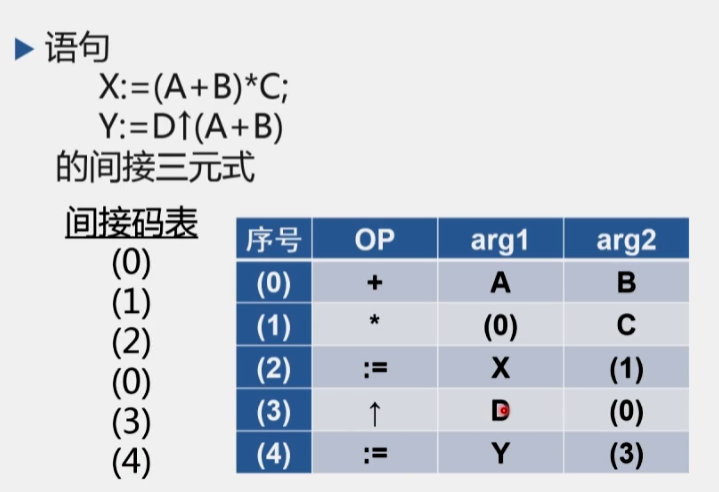 语句
X:=(A+B)*C;
Y:=D↑(A+B)
的间接三元式
间接码表
(0)
(1)
(2)
(0)
(3)
(4)
序号 OP arg1 arg2
(0) + A B
(1) * (0) C
(2) := X (1)
(3) ↑ D (0)
(4) := Y (3)